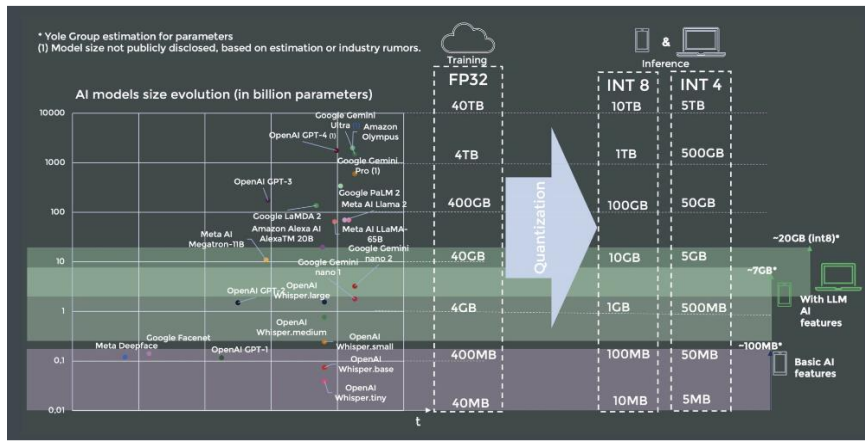 * Yole Group estimation for parameters
(1) Model size not publicly disclosed, based on estimation or industry rumors.
Training
&
Inference
AI models size evolution (in billion parameters)
FP32
INT 8
INT 4
10000
1000
100
10
1
0.1
0,01
Google Gemini
Ultra
Amazon
Olympus
OpenAI GPT-4 (1)
Google Gemini
Pro (1)
OpenAI GPT-3
Google PaLM 2
Google LaMDA 2
Meta AI Llama 2
Amazon Alexa AI
AlexaTM 20B
Meta AI LLaMA-
65B
Meta AI
Megatron-11B
Google Gemini
nano 2
Google Gemini
nano 1
OpenAI GPT-2
OpenAI
Whisper.large
OpenAI
Whisper.medium
Google Facenet
Meta Deepface
OpenAI GPT-1
OpenAI
Whisper.small
OpenAI
Whisper.base
OpenAI
Whisper.tiny
t
40TB
4TB
400GB
40GB
4GB
400MB
40MB
Quantization
10TB
1TB
100GB
10GB
1GB
100MB
10MB
5TB
500GB
50GB
5GB
500MB
50MB
5MB
~20GB (int8)*
~7GB*
With LLM
AI
features
~100MB*
Basic AI
features